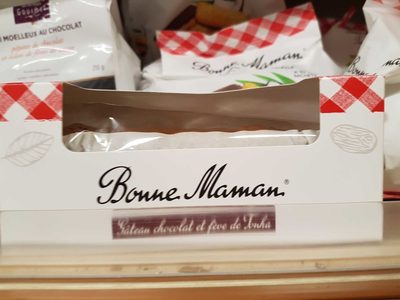 MOELLEUX AU CHOCOLAT
Bonne Maman
Bonne Maman®
Gâteau chocolat et fève de Tonka